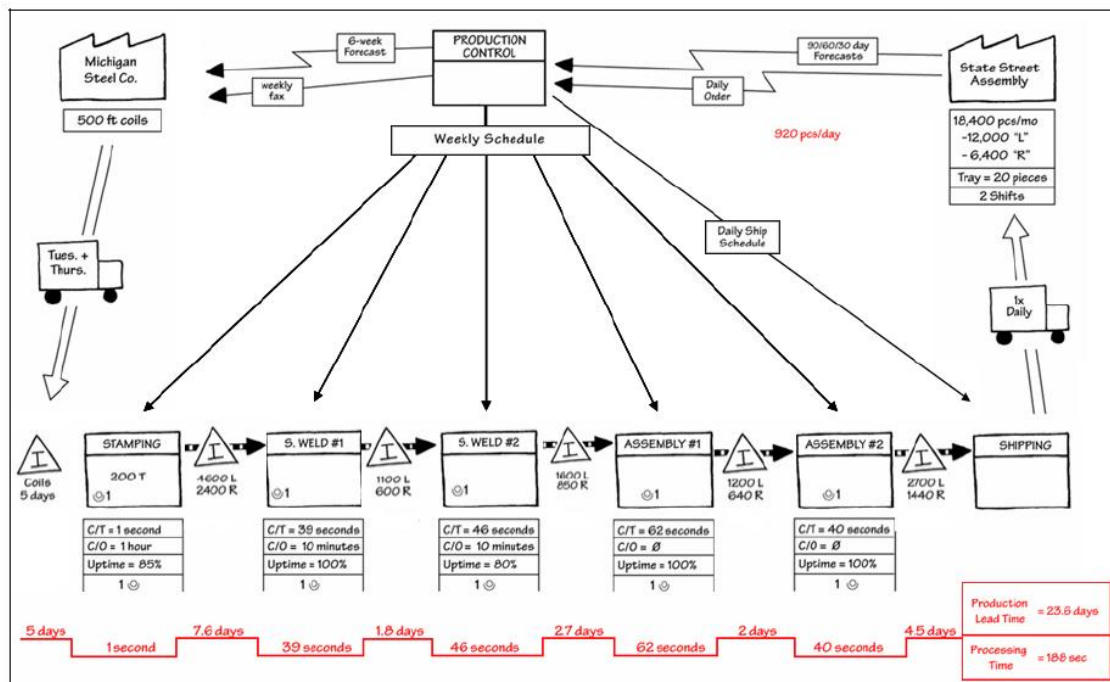 Michigan
Steel Co.
500 ft coils
6-week
Forecast
weekly
fax
PRODUCTION
CONTROL
Weekly Schedule
90/60/30 day
Forecasts
Daily
Order
920 pcs/day
State Street
Assembly
18,400 pcs/mo
-12,000 "L"
- 6,400 "R"
Tray = 20 pieces
2 Shifts
Tues. +
Thurs.
Daily Ship
Schedule
1x
Daily
I
Coils
5 days
STAMPING
200 T
1
I
4600 L
2400 R
S. WELD #1
1
I
1100 L
600 R
S. WELD #2
1
I
1600 L
850 R
ASSEMBLY #1
1
I
1200 L
640 R
ASSEMBLY #2
1
I
2700 L
1440 R
SHIPPING
C/T = 1 second
C/O = 1 hour
Uptime = 85%
1
C/T = 39 seconds
C/O = 10 minutes
Uptime = 100%
1
C/T = 46 seconds
C/O = 10 minutes
Uptime = 80%
1
C/T = 62 seconds
C/O = Ø
Uptime = 100%
1
C/T = 40 seconds
C/O = Ø
Uptime = 100%
1
5 days
1 second
7.6 days
39 seconds
1.8 days
46 seconds
2.7 days
62 seconds
2 days
40 seconds
4.5 days
Production
Lead Time = 23.6 days
Processing
Time = 188 sec